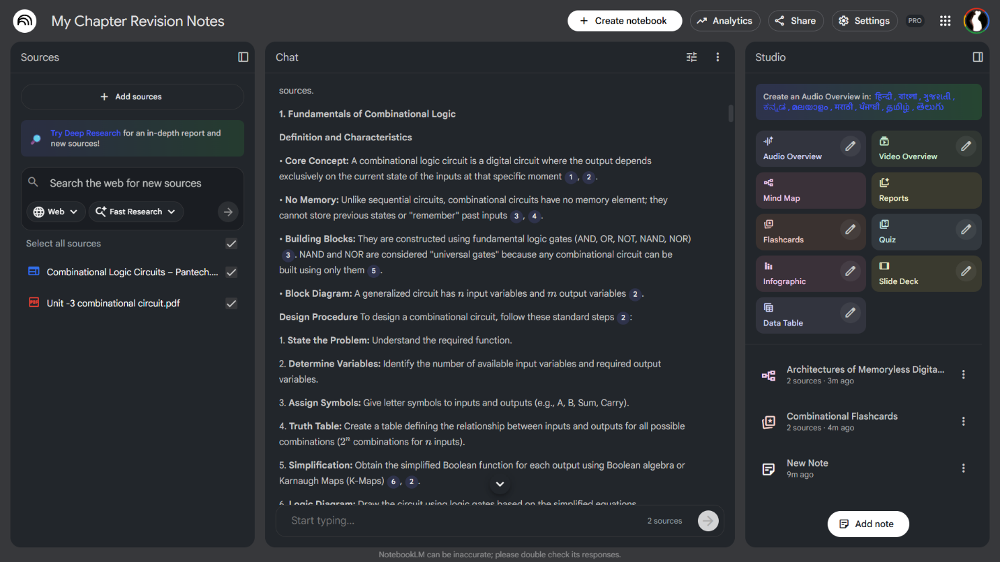 My Chapter Revision Notes
Create notebook
Analytics
Share
Settings
PRO
Sources
Add sources
Try Deep Research for an in-depth report and
new sources!
Search the web for new sources
Web
Fast Research
Select all sources
Combinational Logic Circuits – Pantech....
PDF
Unit -3 combinational circuit.pdf
Chat
sources.
1. Fundamentals of Combinational Logic
Definition and Characteristics
• Core Concept: A combinational logic circuit is a digital circuit where the output depends
exclusively on the current state of the inputs at that specific moment 1 , 2 .
• No Memory: Unlike sequential circuits, combinational circuits have no memory element; they
cannot store previous states or "remember" past inputs 3 , 4 .
• Building Blocks: They are constructed using fundamental logic gates (AND, OR, NOT, NAND, NOR)
3 . NAND and NOR are considered "universal gates" because any combinational circuit can be
built using only them 5 .
• Block Diagram: A generalized circuit has n input variables and m output variables 2 .
Design Procedure To design a combinational circuit, follow these standard steps 2 :
1. State the Problem: Understand the required function.
2. Determine Variables: Identify the number of available input variables and required output
variables.
3. Assign Symbols: Give letter symbols to inputs and outputs (e.g., A, B, Sum, Carry).
4. Truth Table: Create a table defining the relationship between inputs and outputs for all possible
combinations (2ⁿ combinations for n inputs).
5. Simplification: Obtain the simplified Boolean function for each output using Boolean algebra or
Karnaugh Maps (K-Maps) 6 , 2 .
6. Logic Diagram: Draw the circuit using logic gates based on the simplified equations.
Start typing...
2 sources
NotebookLM can be inaccurate; please double check its responses.
Studio
Create an Audio Overview in: हिन्दी , বাংলা , ગુજરાતી ,
ಕನ್ನಡ , മലയാളം , मराठी , ਪੰਜਾਬੀ , தமிழ் , తెలుగు
Audio Overview
Video Overview
Mind Map
Reports
Flashcards
Quiz
Infographic
Slide Deck
Data Table
Architectures of Memoryless Digita...
2 sources · 3m ago
Combinational Flashcards
2 sources · 4m ago
New Note
9m ago
Add note